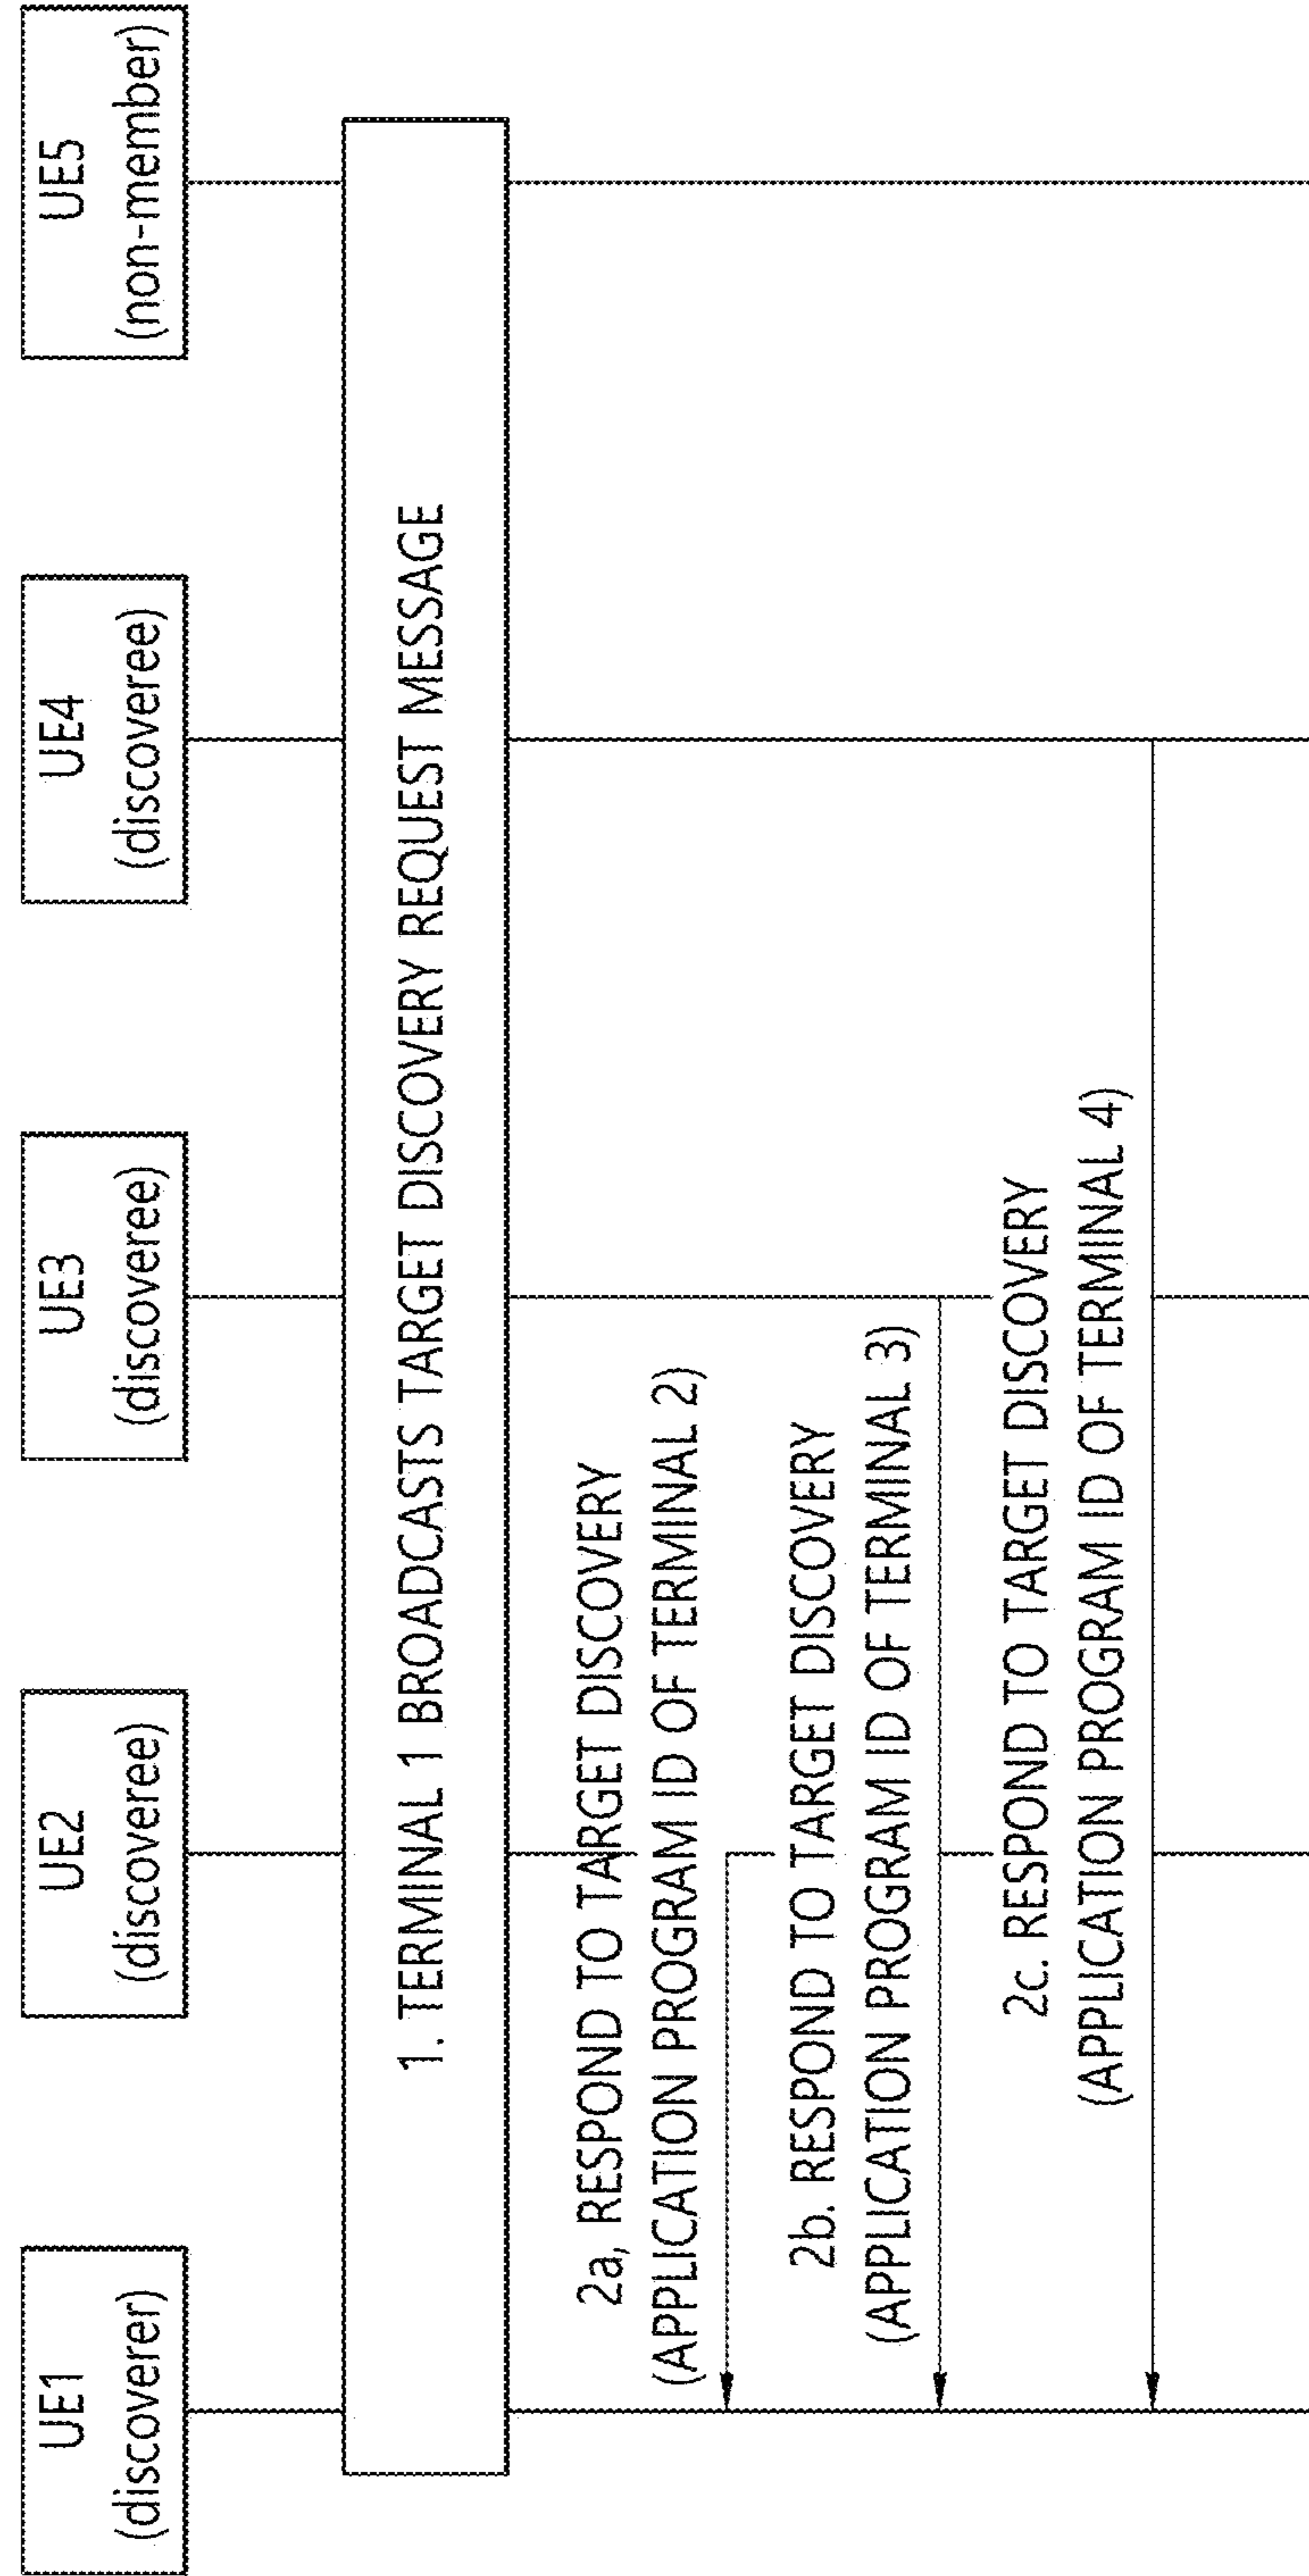 UE1
(discoverer)
UE2
(discoveree)
UE3
(discoveree)
UE4
(discoveree)
UE5
(non-member)
1. TERMINAL 1 BROADCASTS TARGET DISCOVERY REQUEST MESSAGE
2a, RESPOND TO TARGET DISCOVERY
(APPLICATION PROGRAM ID OF TERMINAL 2)
2b. RESPOND TO TARGET DISCOVERY
(APPLICATION PROGRAM ID OF TERMINAL 3)
2c. RESPOND TO TARGET DISCOVERY
(APPLICATION PROGRAM ID OF TERMINAL 4)